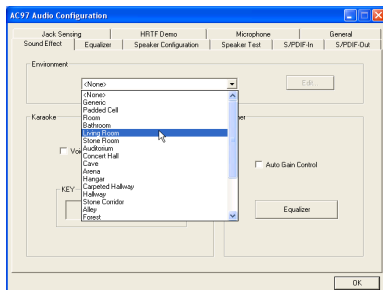 AC97 Audio Configuration
Jack Sensing HRTF Demo Microphone General
Sound Effect Equalizer Speaker Configuration Speaker Test S/PDIF-In S/PDIF-Out
Environment
<None> Edit...
<None>
Generic
Padded Cell
Room
Bathroom
Living Room
Stone Room
Auditorium
Concert Hall
Cave
Arena
Hangar
Carpeted Hallway
Hallway
Stone Corridor
Alley
Forest
Karaoke
KEY
Auto Gain Control
Equalizer
OK